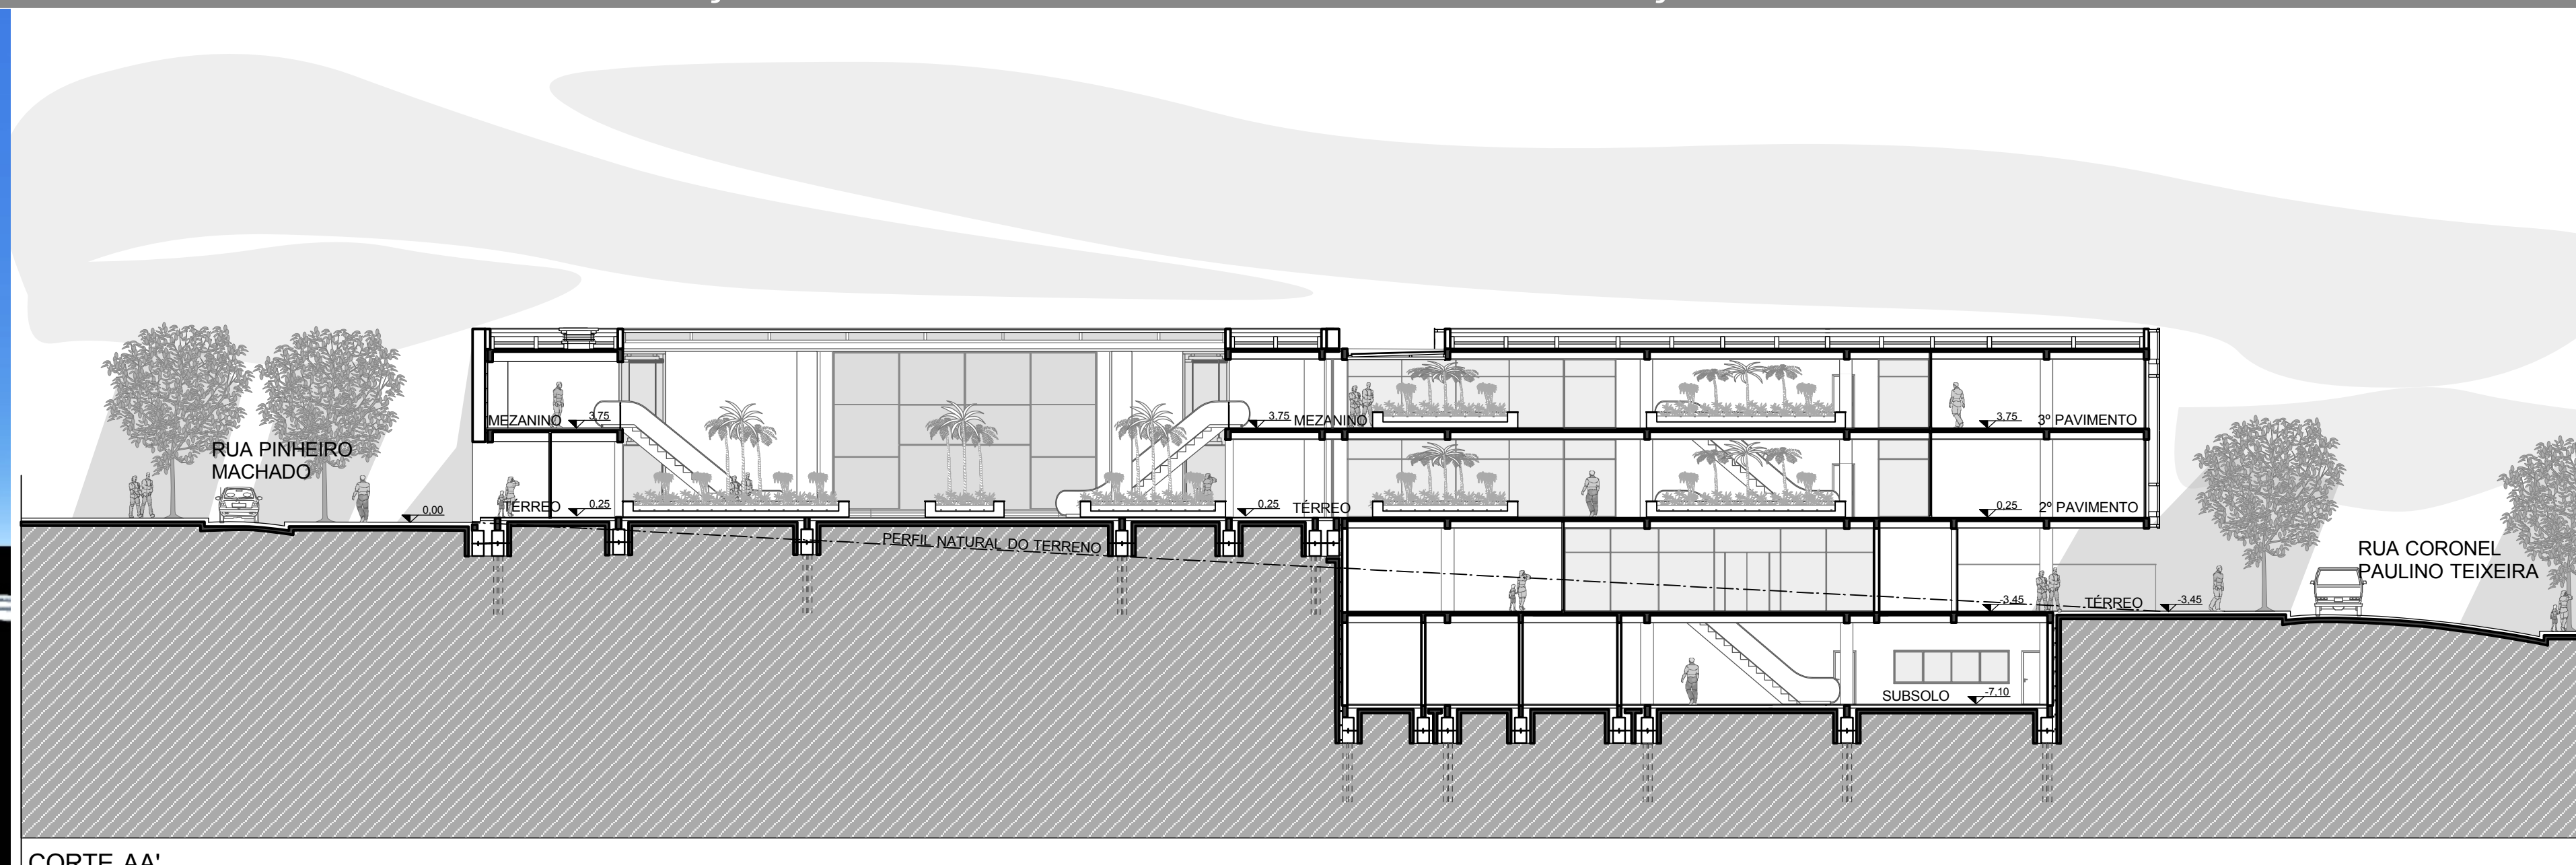 RUA PINHEIRO
MACHADO
0,00
MEZANINO 3,75
TÉRREO 0,25
3,75 MEZANINO
0,25 TÉRREO
PERFIL NATURAL DO TERRENO
3,75 3º PAVIMENTO
0,25 2º PAVIMENTO
-3,45 TÉRREO -3,45
SUBSOLO -7,10
RUA CORONEL
PAULINO TEIXEIRA
CORTE AA'